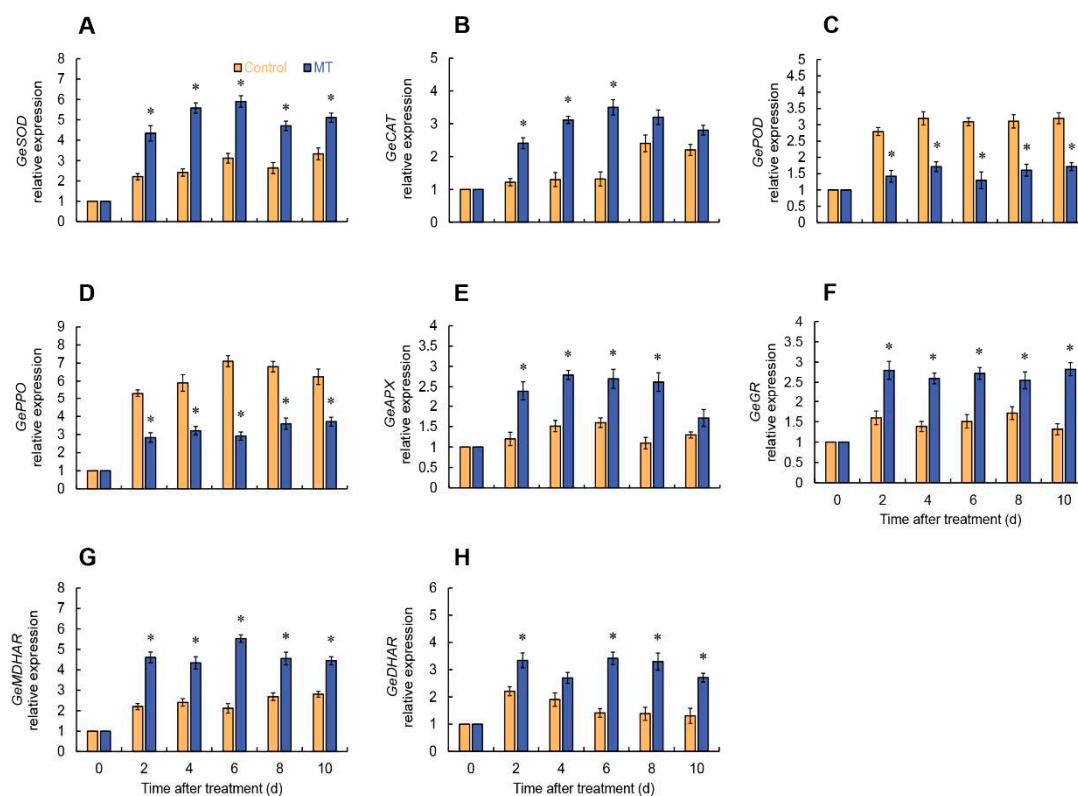 A
GeSOD
relative expression
8
7
6
5
4
3
2
1
0
Control MT
* * * * *
B
GeCAT
relative expression
5
4
3
2
1
0
* * *
C
GePOD
relative expression
5
4.5
3.5
3
2.5
2
1.5
1
0.5
0
* * * * *
D
GePPO
relative expression
9
8
7
6
5
4
3
2
1
0
* * * * *
E
GeAPX
relative expression
4
3.5
3
2.5
2
1.5
1
0.5
0
* * * *
F
GeGR
relative expression
4
3.5
3
2.5
2
1.5
1
0.5
0
* * * * *
0 2 4 6 8 10
Time after treatment (d)
G
GeMDHAR
relative expression
8
7
6
5
4
3
2
1
0
* * * * *
0 2 4 6 8 10
Time after treatment (d)
H
GeDHAR
relative expression
6
5
4
3
2
1
0
* * * *
0 2 4 6 8 10
Time after treatment (d)